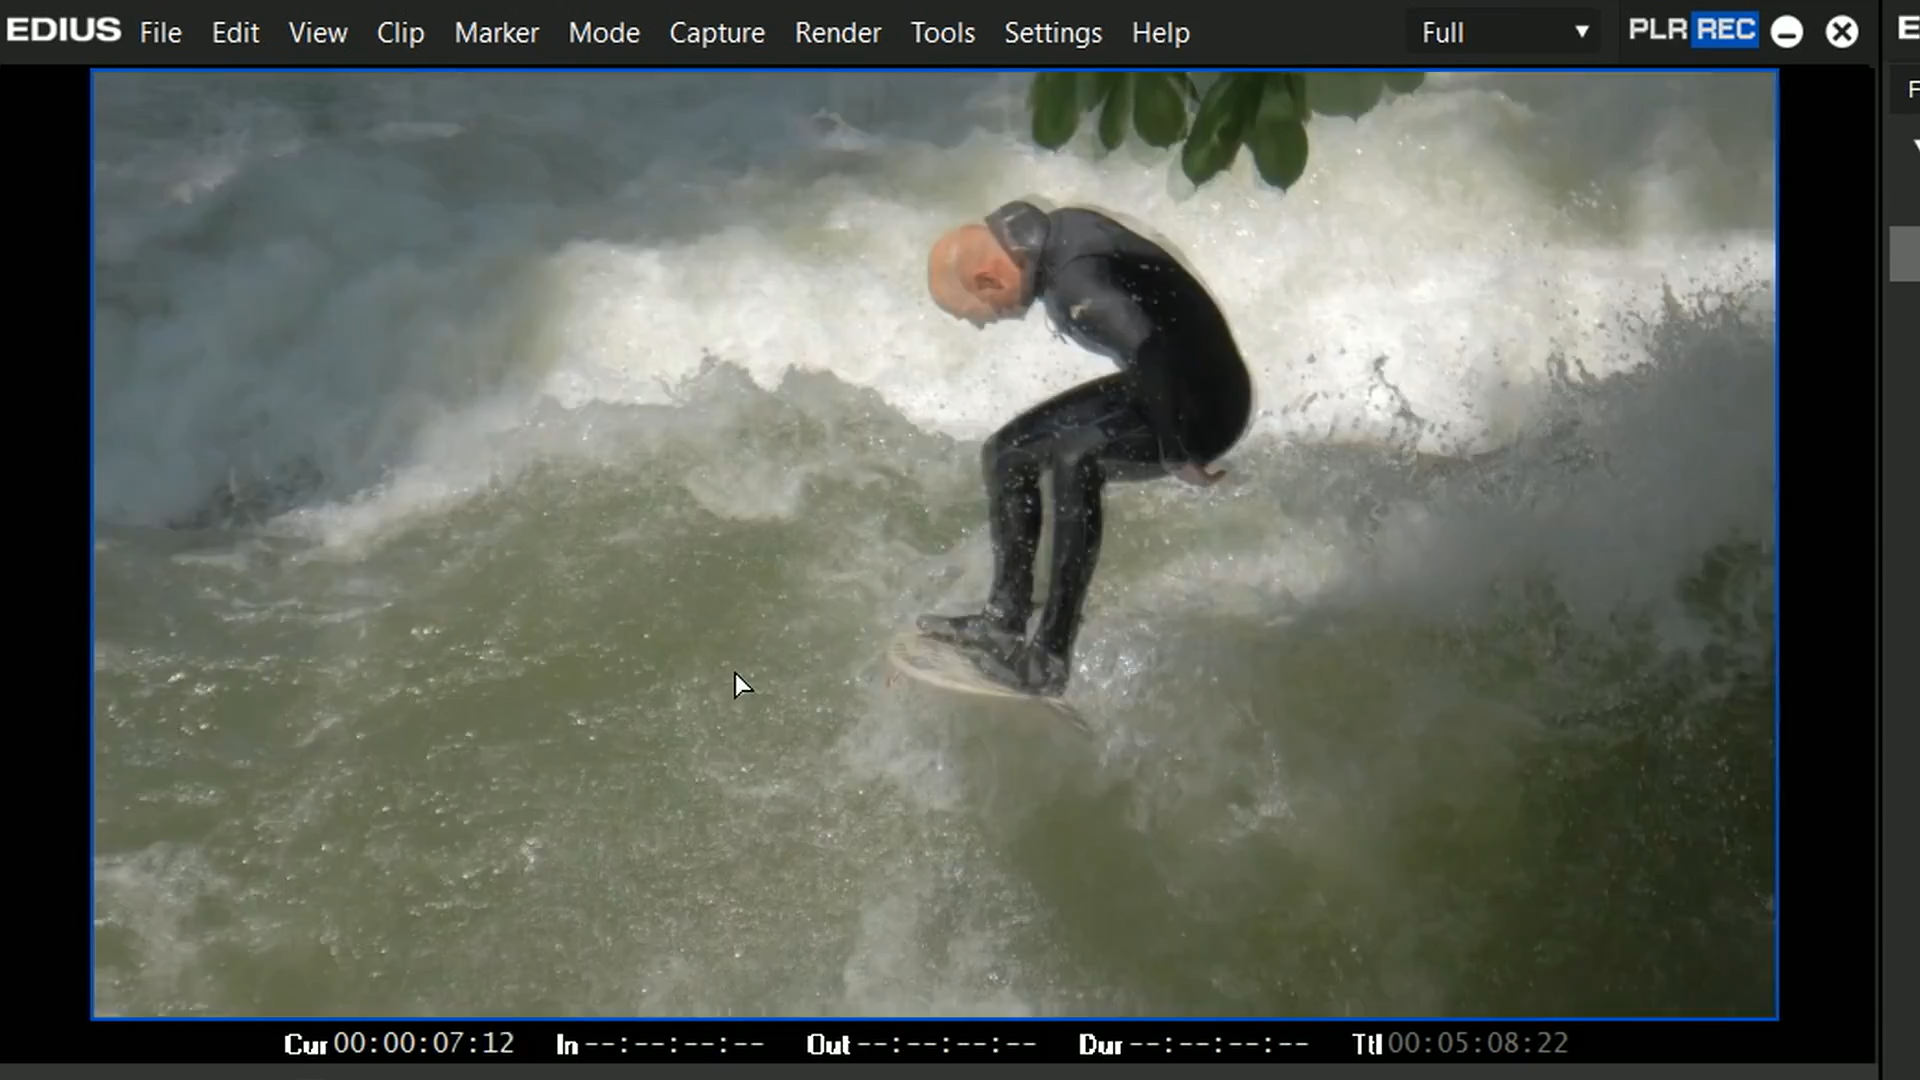 EDIUS File Edit View Clip Marker Mode Capture Render Tools Settings Help Full PLR REC
Cur 00:00:07:12 In --:--:--:-- Out --:--:--:-- Dur --:--:--:-- Ttl 00:05:08:22